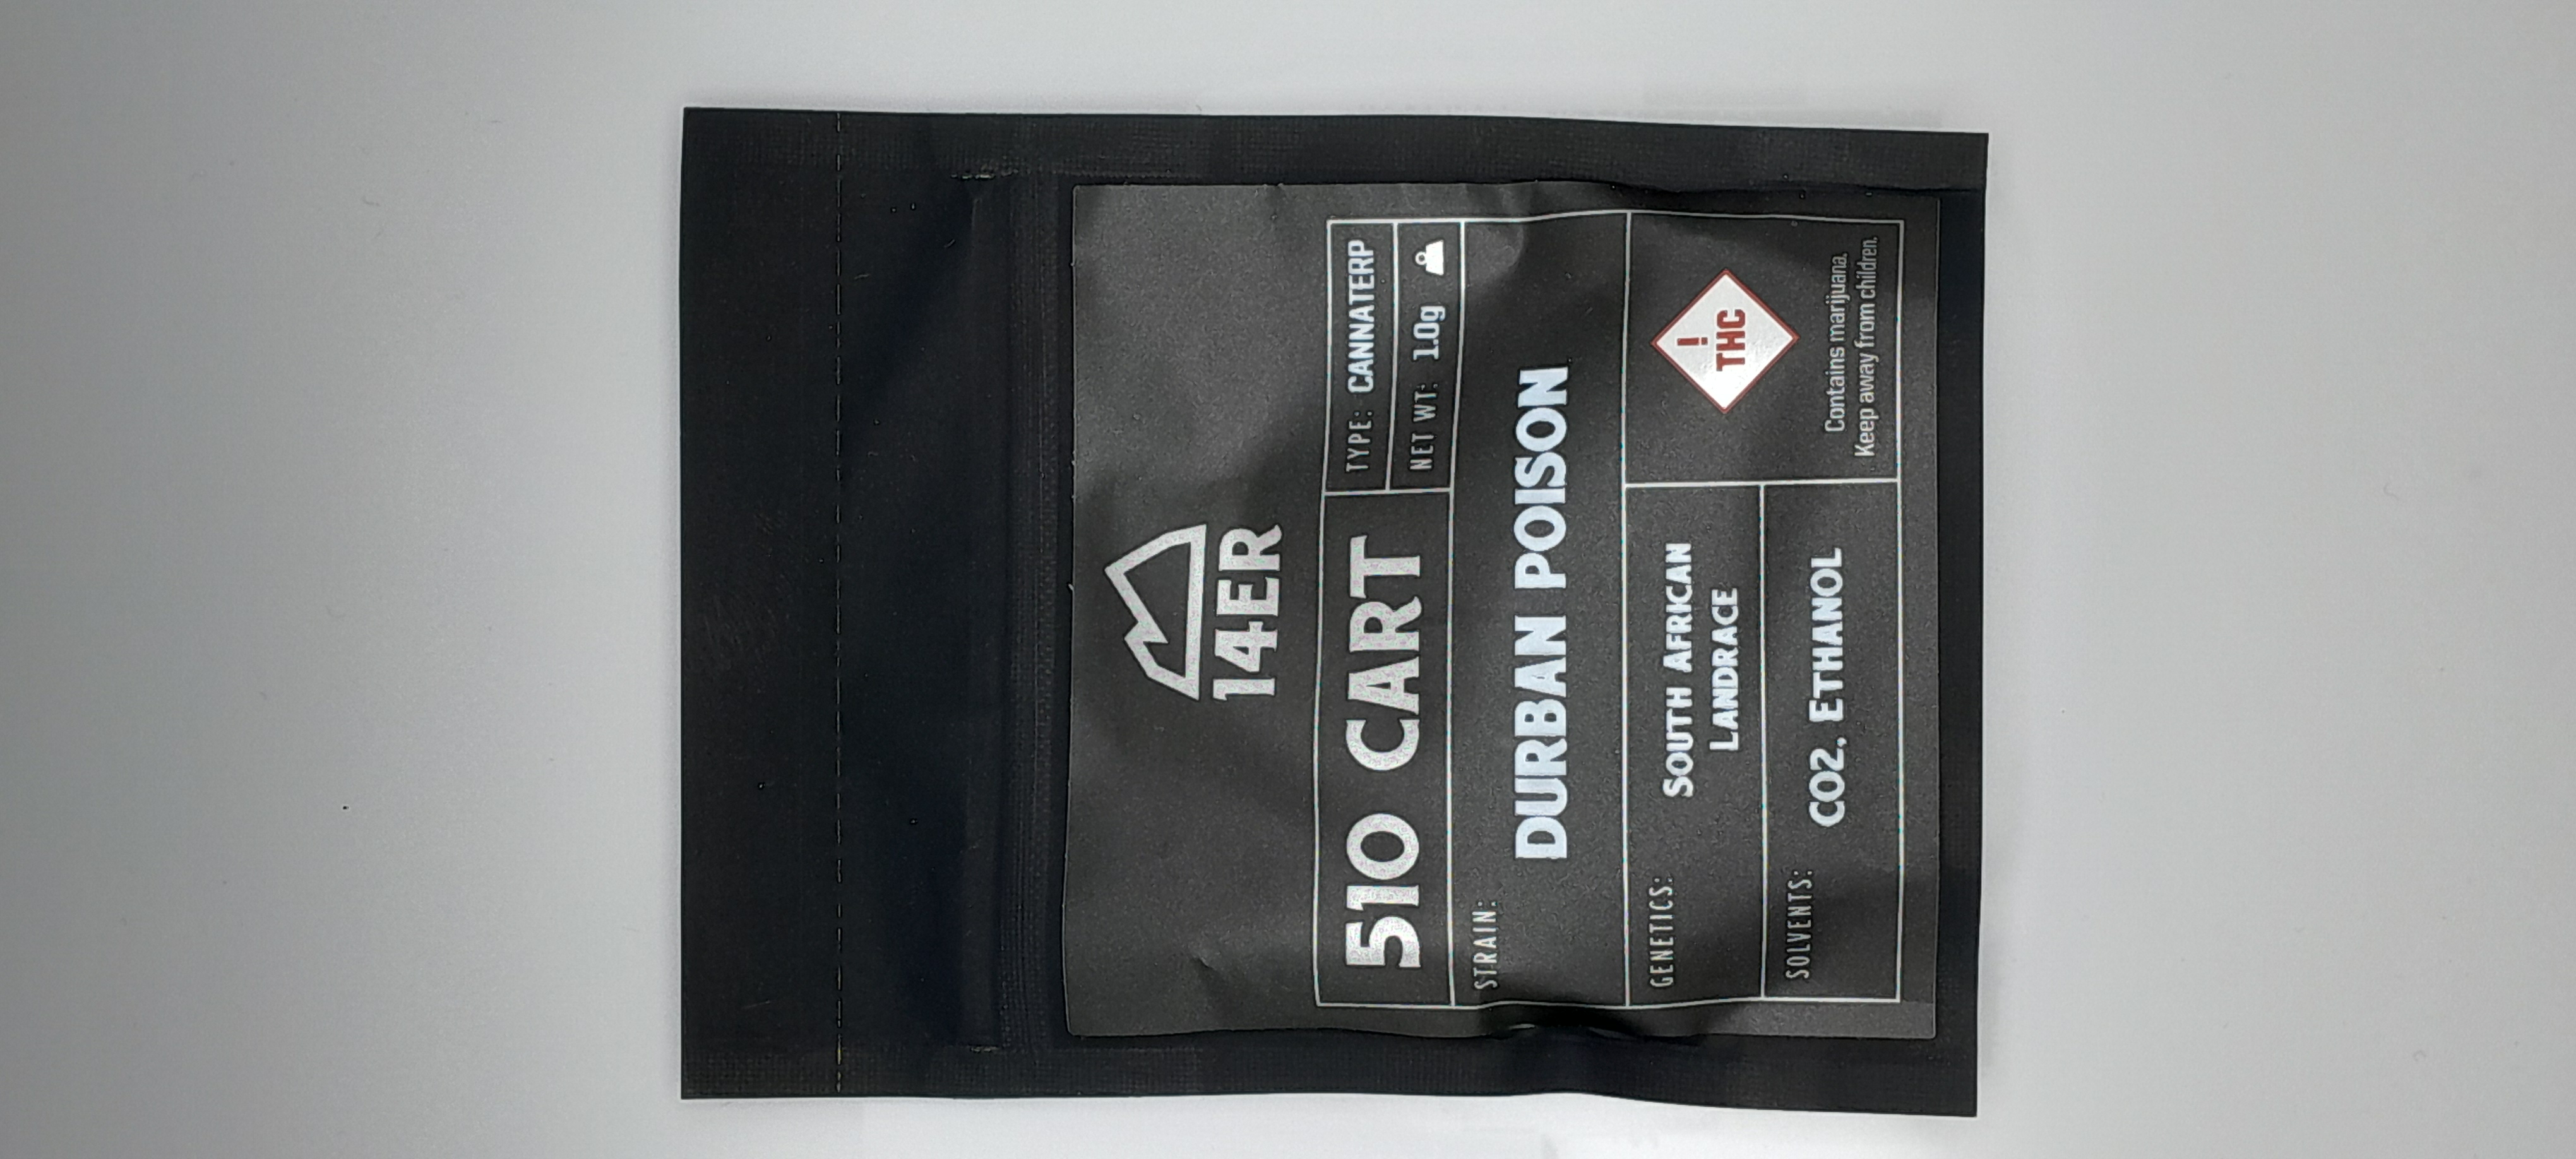 14ER
510 CART
TYPE: CANNATERP
NET WT: 1.0g
STRAIN:
DURBAN POISON
GENETICS:
SOUTH AFRICAN
LANDRACE
SOLVENTS:
CO2, ETHANOL
!
THC
Contains marijuana.
Keep away from children.